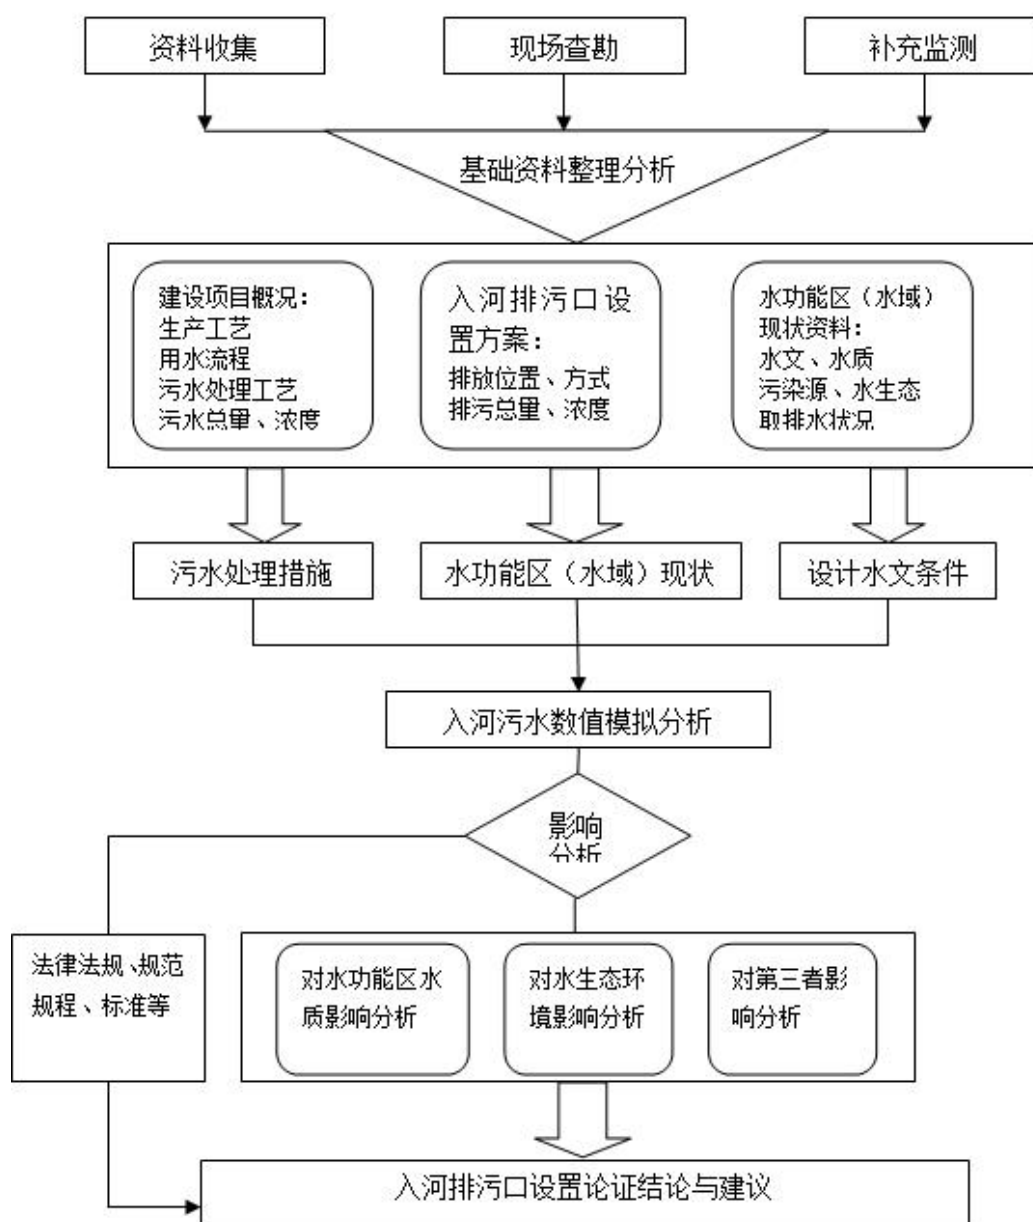 资料收集
现场查勘
补充监测
基础资料整理分析
建设项目概况：
生产工艺
用水流程
污水处理工艺
污水总量、浓度
入河排污口设
置方案：
排放位置、方式
排污总量、浓度
水功能区（水域）
现状资料：
水文、水质
污染源、水生态
取排水状况
污水处理措施
水功能区（水域）现状
设计水文条件
入河污水数值模拟分析
影响
分析
法律法规、规范
规程、标准等
对水功能区水
质影响分析
对水生态环
境影响分析
对第三者影
响分析
入河排污口设置论证结论与建议